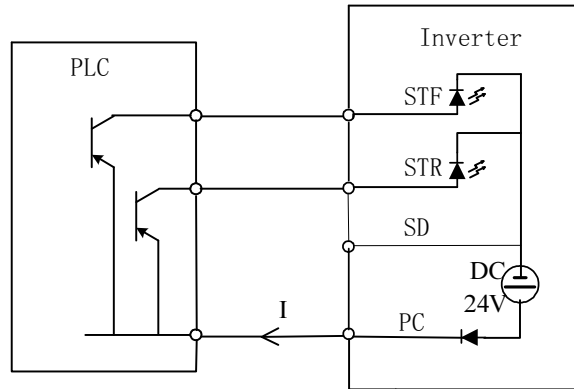 Inverter
PLC
STF
STR
SD
DC
24V
I
PC